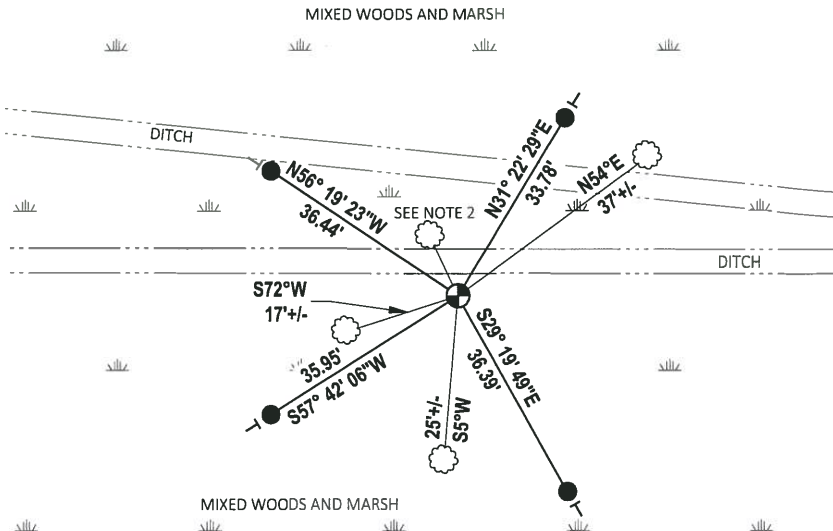 MIXED WOODS AND MARSH
DITCH
N56° 19' 23"W
36.44'
SEE NOTE 2
N31° 22' 29"E
33.78'
N54°E
37'+/-
DITCH
S72°W
17'+/-
35.95'
S57° 42' 06"W
25'+/-
S5°W
S29° 19' 49"E
36.39'
MIXED WOODS AND MARSH